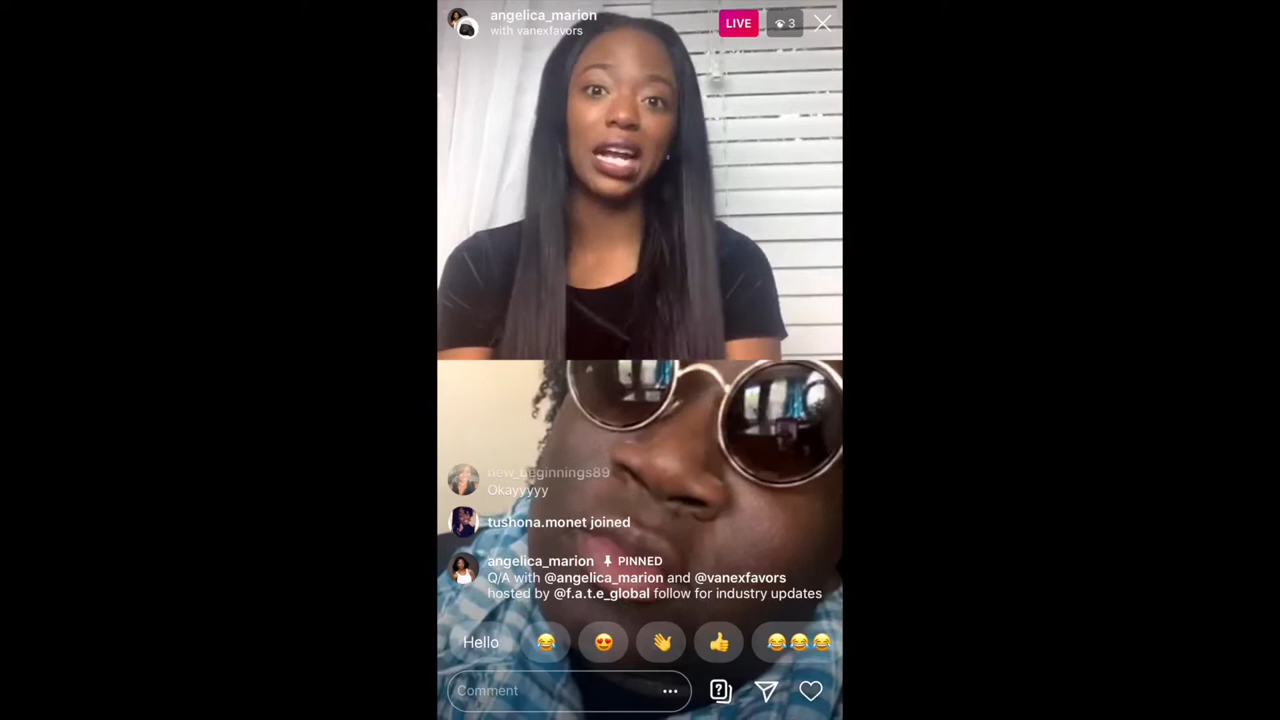 angelica_marion
with vanexfavors
LIVE
3
new_beginnings89
Okayyyyy
tushona.monet joined
angelica_marion PINNED
Q/A with @angelica_marion and @vanexfavors
hosted by @f.a.t.e_global follow for industry updates
Hello
Comment